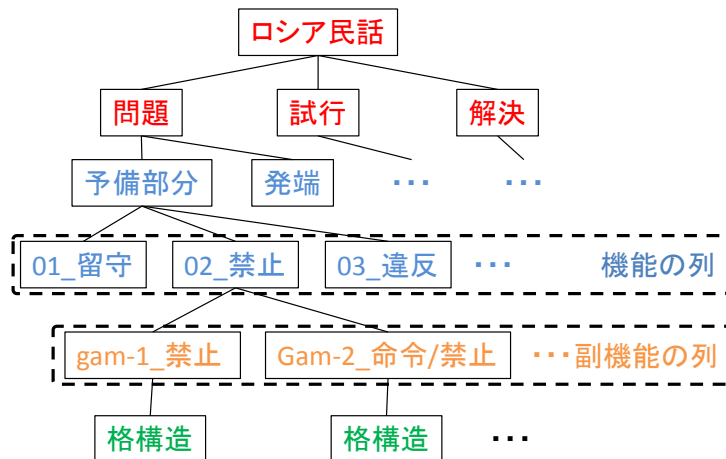 ロシア民話
問題 試行 解決
予備部分 発端 ・・・ ・・・
01_留守 02_禁止 03_違反 ・・・ 機能の列
gam-1_禁止 Gam-2_命令/禁止 ・・・副機能の列
格構造 格構造 ・・・